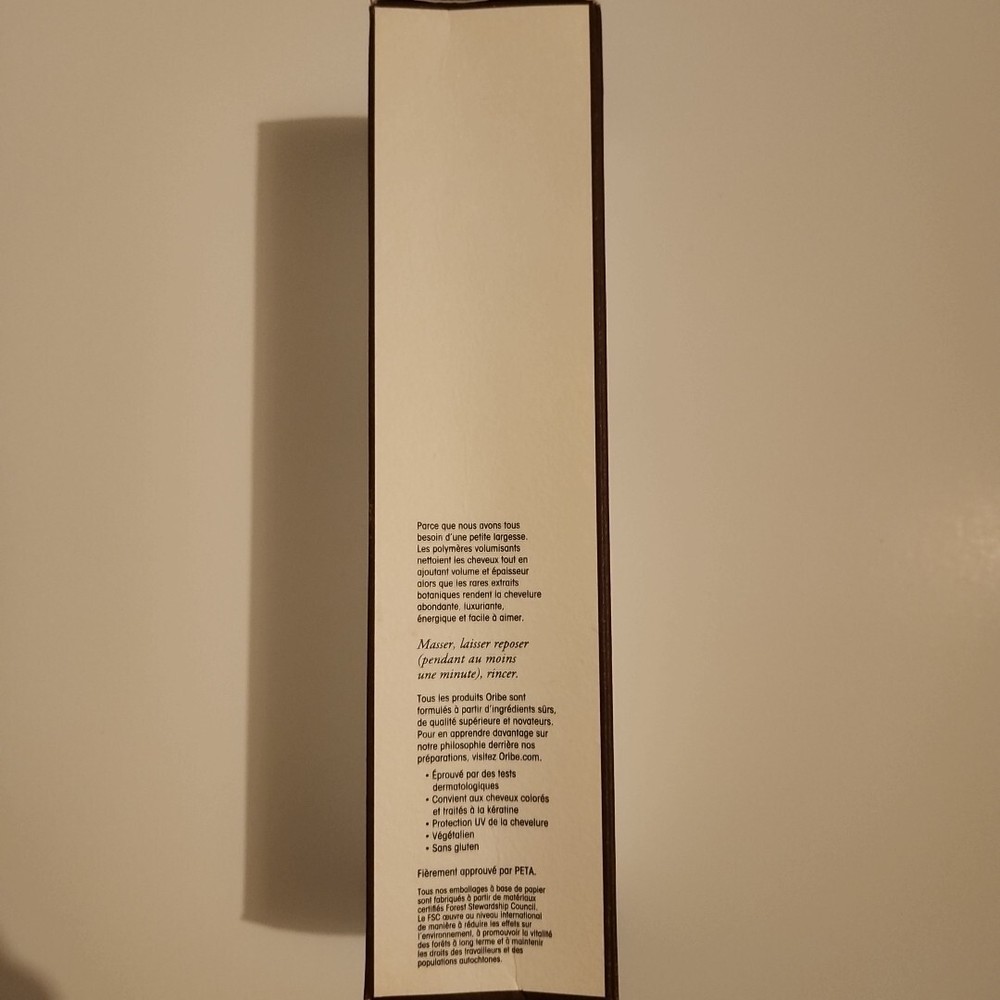 Parce que nous avons tous
besoin d'une petite largesse.
Les polymères volumisants
nettoient les cheveux tout en
ajoutant volume et épaisseur
alors que les rares extraits
botaniques rendent la chevelure
abondante, luxuriante,
énergique et facile à aimer.
Masser, laisser reposer
(pendant au moins
une minute), rincer.
Tous les produits Oribe sont
formulés à partir d'ingrédients sûrs,
de qualité supérieure et novateurs.
Pour en apprendre davantage sur
notre philosophie derrière nos
préparations, visitez Oribe.com.
• Éprouvé par des tests
dermatologiques
• Convient aux cheveux colorés
et traités à la kératine
• Protection UV de la chevelure
• Végétalien
• Sans gluten
Fièrement approuvé par PETA.
Tous nos emballages à base de papier
sont fabriqués à partir de matériaux
certifiés Forest Stewardship Council.
Le FSC œuvre au niveau international
de manière à réduire les effets sur
l'environnement, à promouvoir la vitalité
des forêts à long terme et à maintenir
les droits des travailleurs et des
populations autochtones.